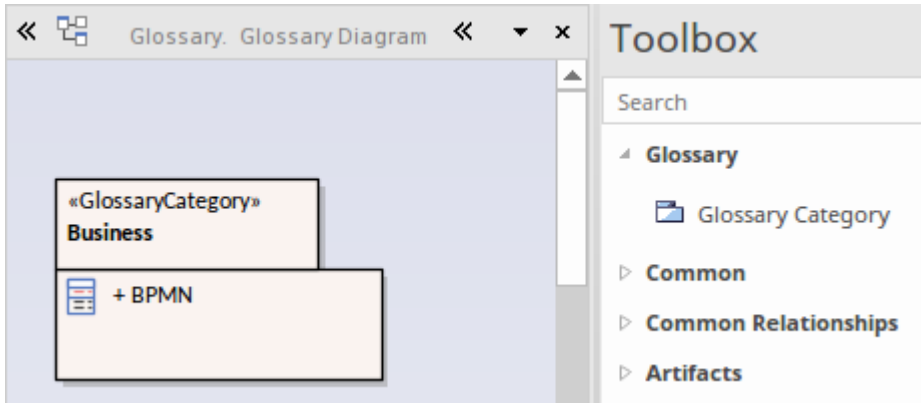 Glossary. Glossary Diagram
«GlossaryCategory»
Business
+ BPMN
Toolbox
Search
Glossary
Glossary Category
Common
Common Relationships
Artifacts